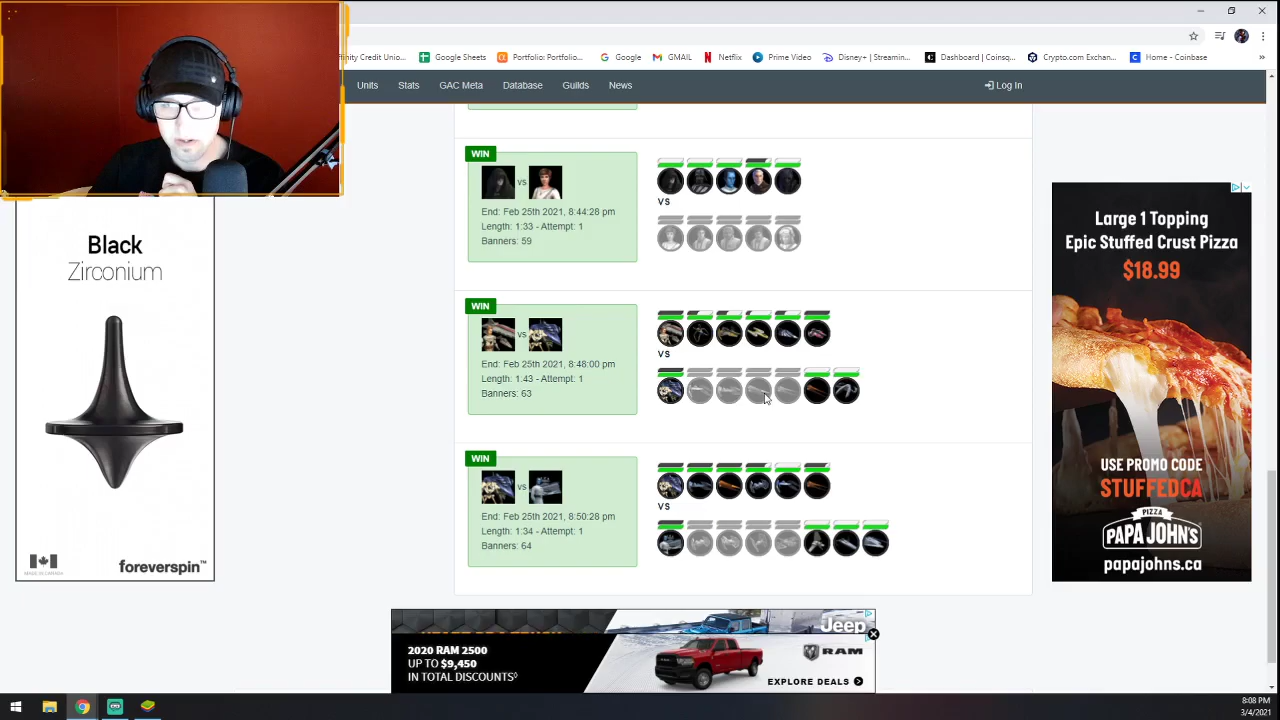 ffinity Credit Unio...
Google Sheets
Portfolio: Portfolio...
Google
GMAIL
Netflix
Prime Video
Disney+ | Streamin...
Dashboard | Coinsq...
Crypto.com Exchan...
Home - Coinbase
»
Units
Stats
GAC Meta
Database
Guilds
News
Log In
WIN
vs
End: Feb 25th 2021, 8:44:28 pm
Length: 1:33 - Attempt: 1
Banners: 59
VS
WIN
vs
End: Feb 25th 2021, 8:48:00 pm
Length: 1:43 - Attempt: 1
Banners: 63
VS
WIN
vs
End: Feb 25th 2021, 8:50:28 pm
Length: 1:34 - Attempt: 1
Banners: 64
VS
Black
Zirconium
foreverspin™
Large 1 Topping
Epic Stuffed Crust Pizza
$18.99
USE PROMO CODE
STUFFEDCA
PIZZA
PAPA JOHN'S
papajohns.ca
Jeep
2020 RAM 2500
UP TO $9,450
IN TOTAL DISCOUNTS◊
RAM
EXPLORE DEALS
8:08 PM
3/4/2021